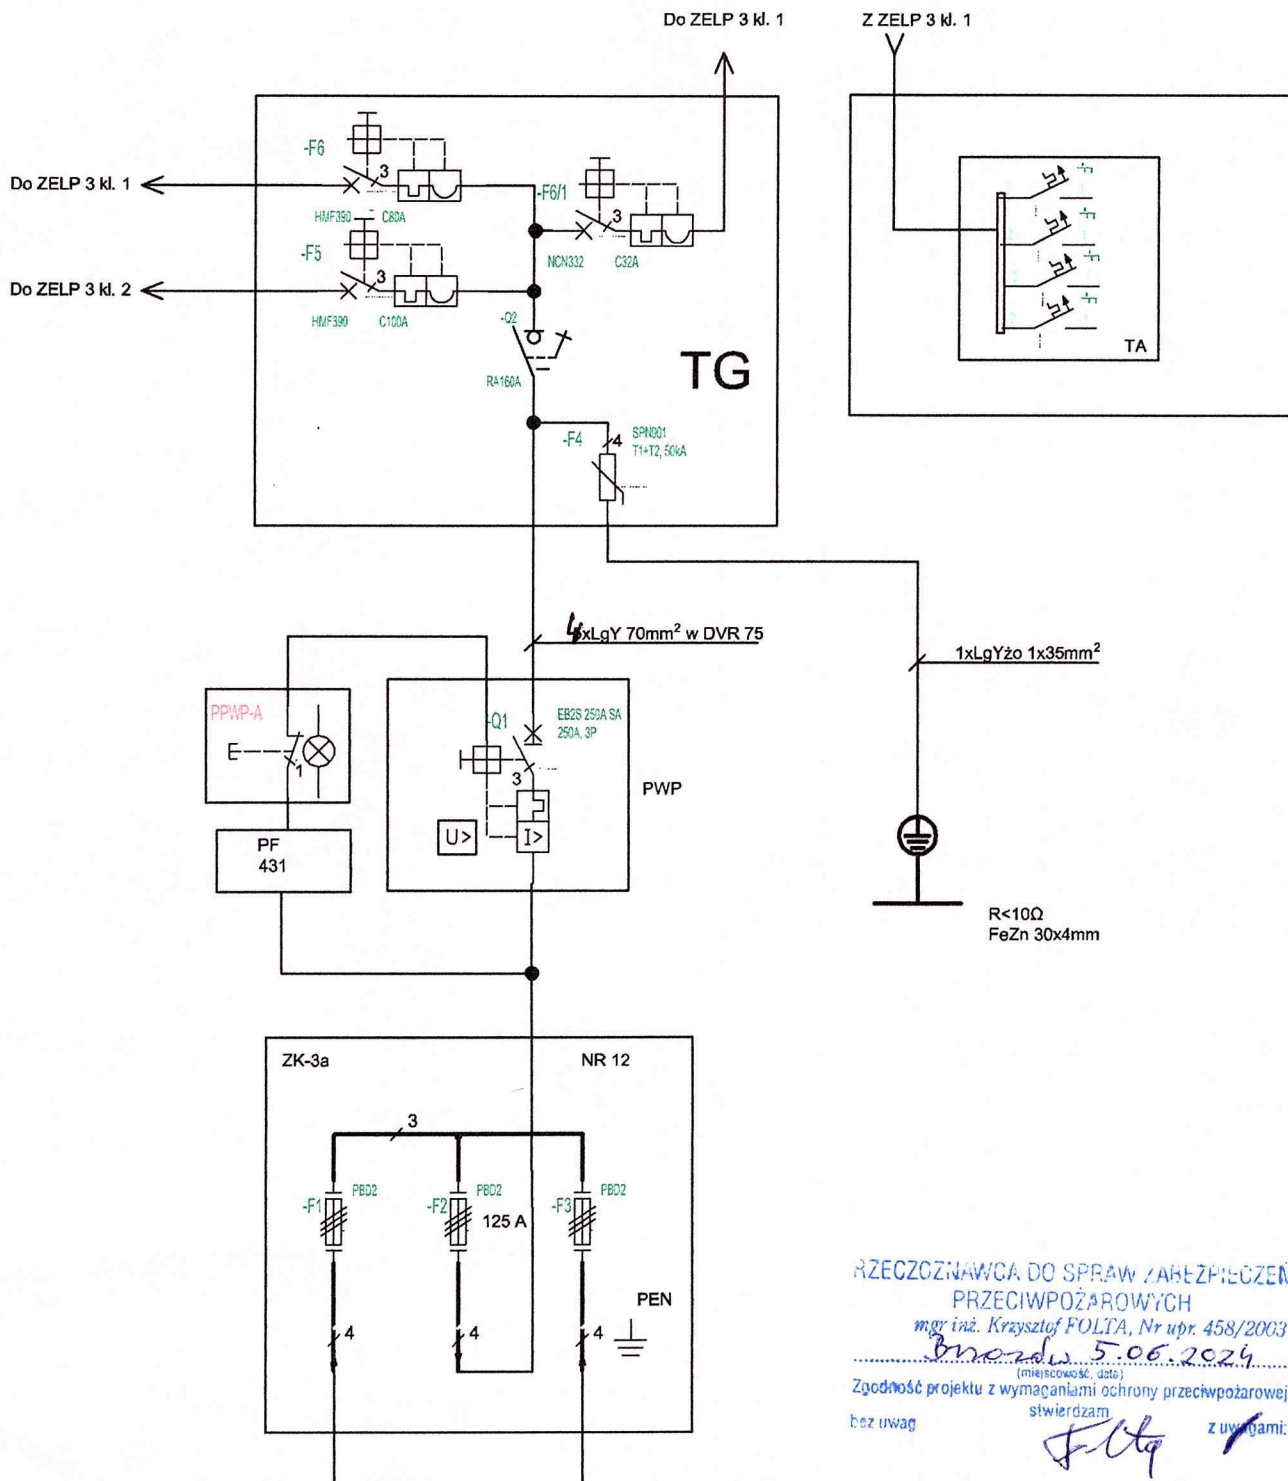 Do ZELP 3 kl. 1
Z ZELP 3 kl. 1
-F6
3
Do ZELP 3 kl. 1
HMF390 C80A
-F6/1
3
NCN332 C32A
-F5
3
Do ZELP 3 kl. 2
HMF390 C100A
-Q2
RA160A
TG
TA
-F4
4
SPN901
T1+T2, 50kA
4xLgY 70mm² w DVR 75
1xLgYżo 1x35mm²
PPWP-A
1
-Q1
EB2S 250A SA
250A, 3P
3
PWP
U>
I>
PF
431
R<10Ω
FeZn 30x4mm
ZK-3a
NR 12
3
-F1
PBD2
-F2
PBD2
125 A
-F3
PBD2
PEN
4
4
4
RZECZOZNAWCA DO SPRAW ZABEZPIECZEŃ
PRZECIWPOŻAROWYCH
mgr inż. Krzysztof FOLTA, Nr upr. 458/2003
5.06.2024
(miejscowość, data)
Zgodność projektu z wymaganiami ochrony przeciwpożarowej
stwierdzam
bez uwag
z uwagami: